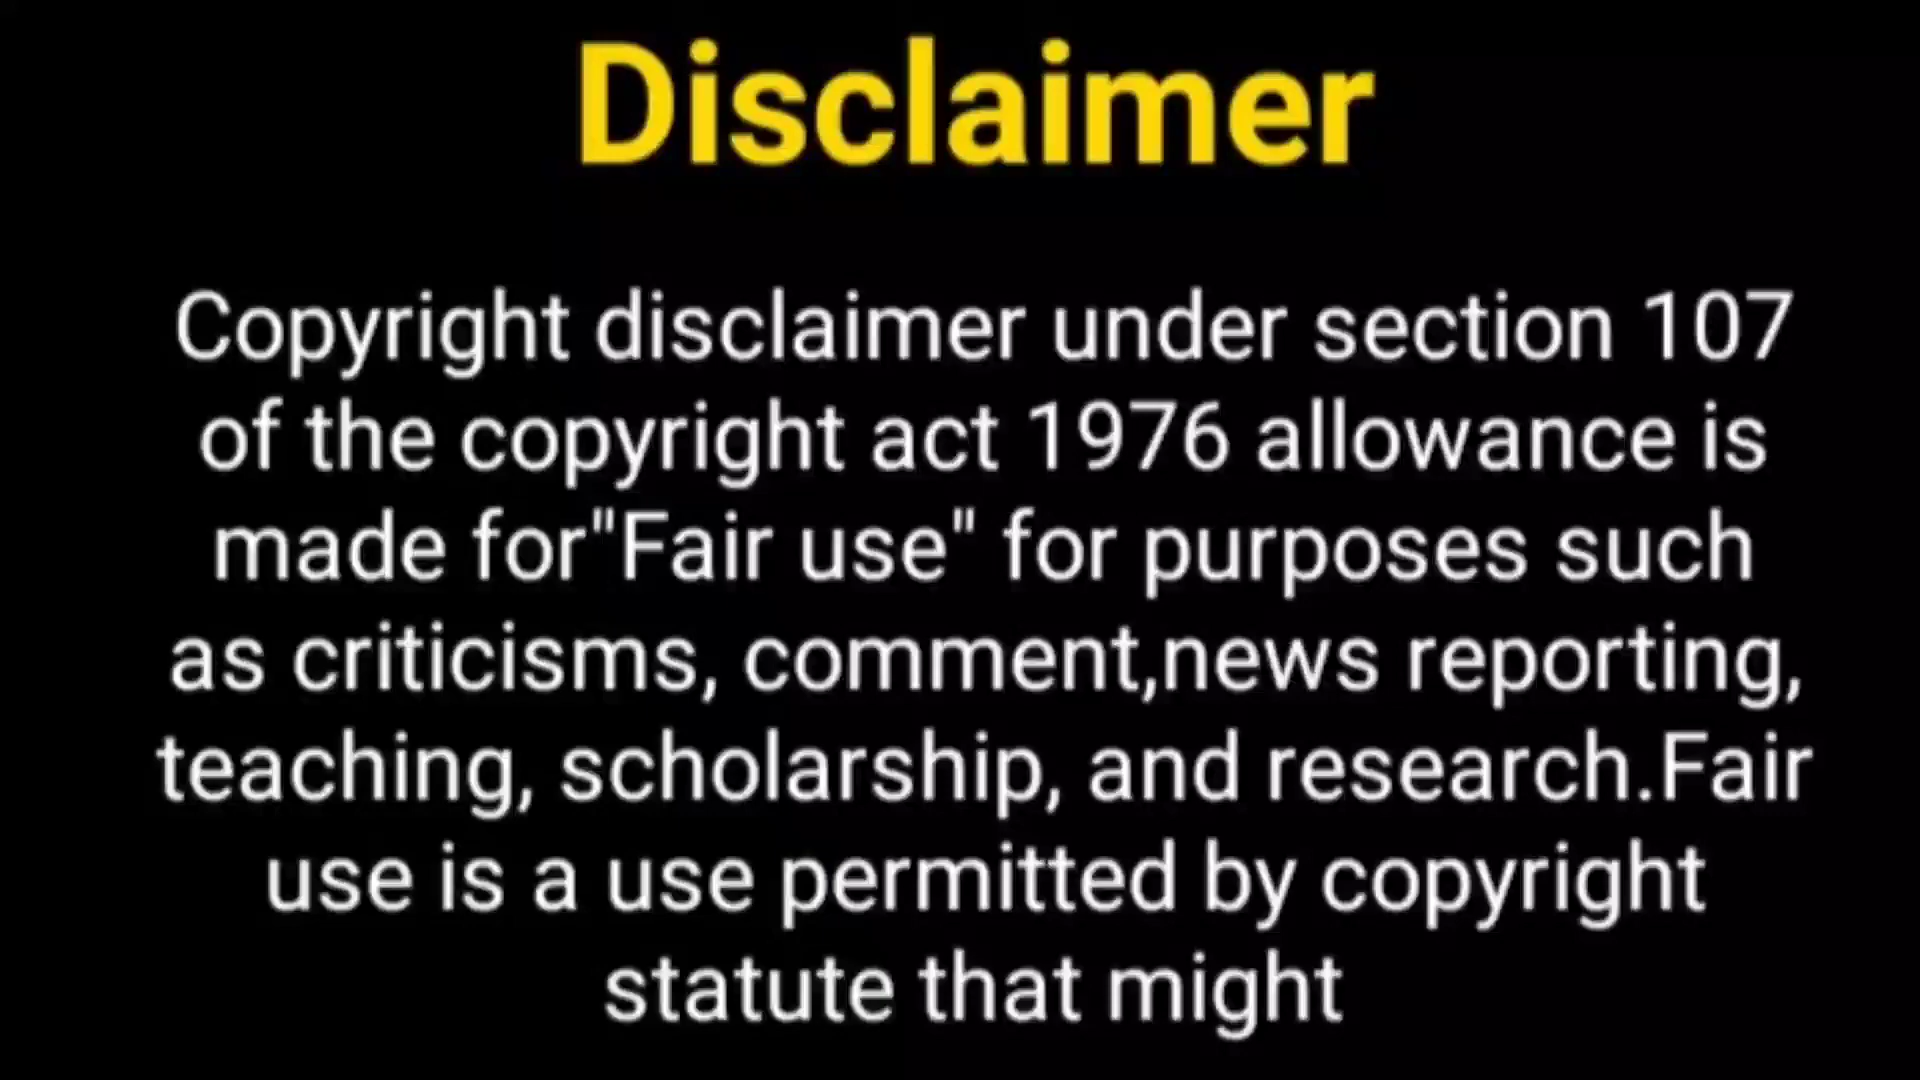 Disclaimer
Copyright disclaimer under section 107
of the copyright act 1976 allowance is
made for"Fair use" for purposes such
as criticisms, comment,news reporting,
teaching, scholarship, and research.Fair
use is a use permitted by copyright
statute that might